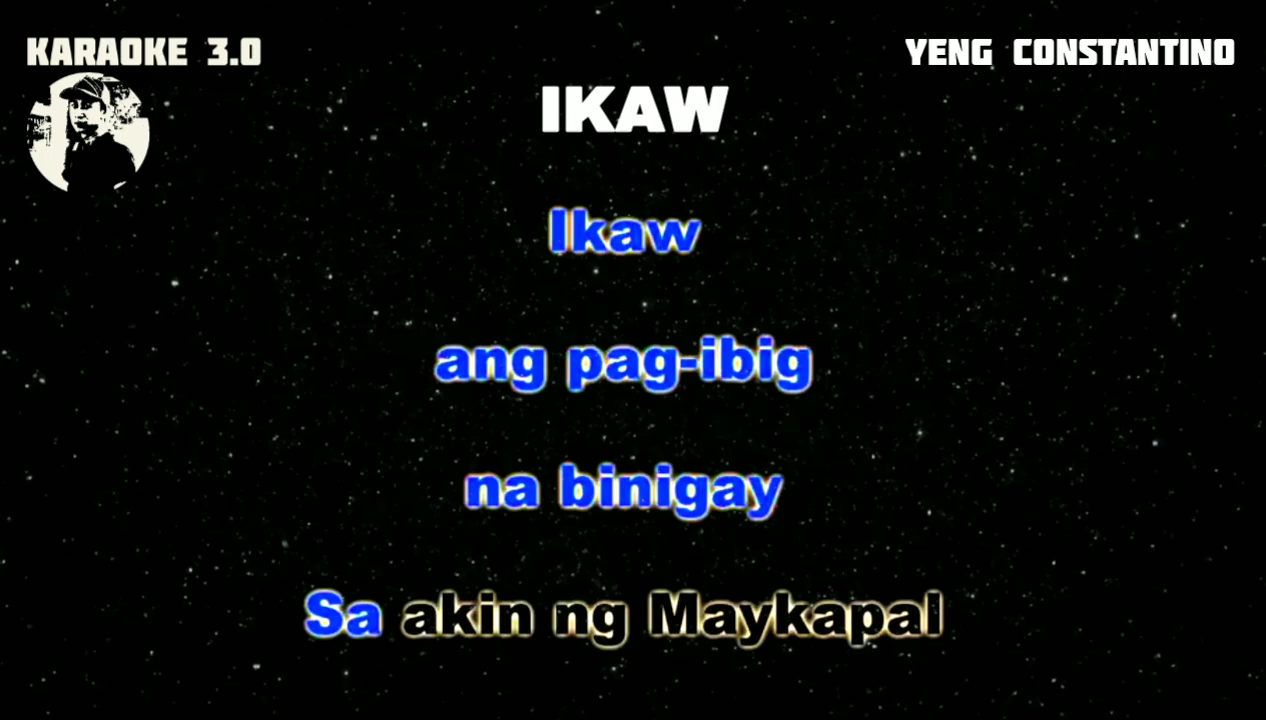 KARAOKE 3.0
YENG CONSTANTINO
IKAW
Ikaw
ang pag-ibig
na binigay
Sa akin ng Maykapal